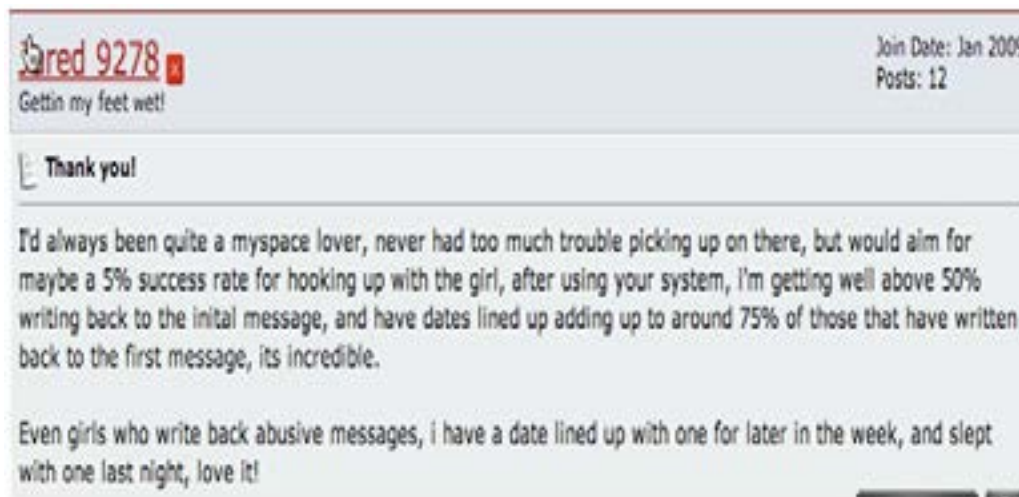 Jared 9278 x
Join Date: Jan 2009
Gettin my feet wet!
Posts: 12
Thank you!
I'd always been quite a myspace lover, never had too much trouble picking up on there, but would aim for
maybe a 5% success rate for hooking up with the girl, after using your system, I'm getting well above 50%
writing back to the inital message, and have dates lined up adding up to around 75% of those that have written
back to the first message, its incredible.
Even girls who write back abusive messages, i have a date lined up with one for later in the week, and slept
with one last night, love it!